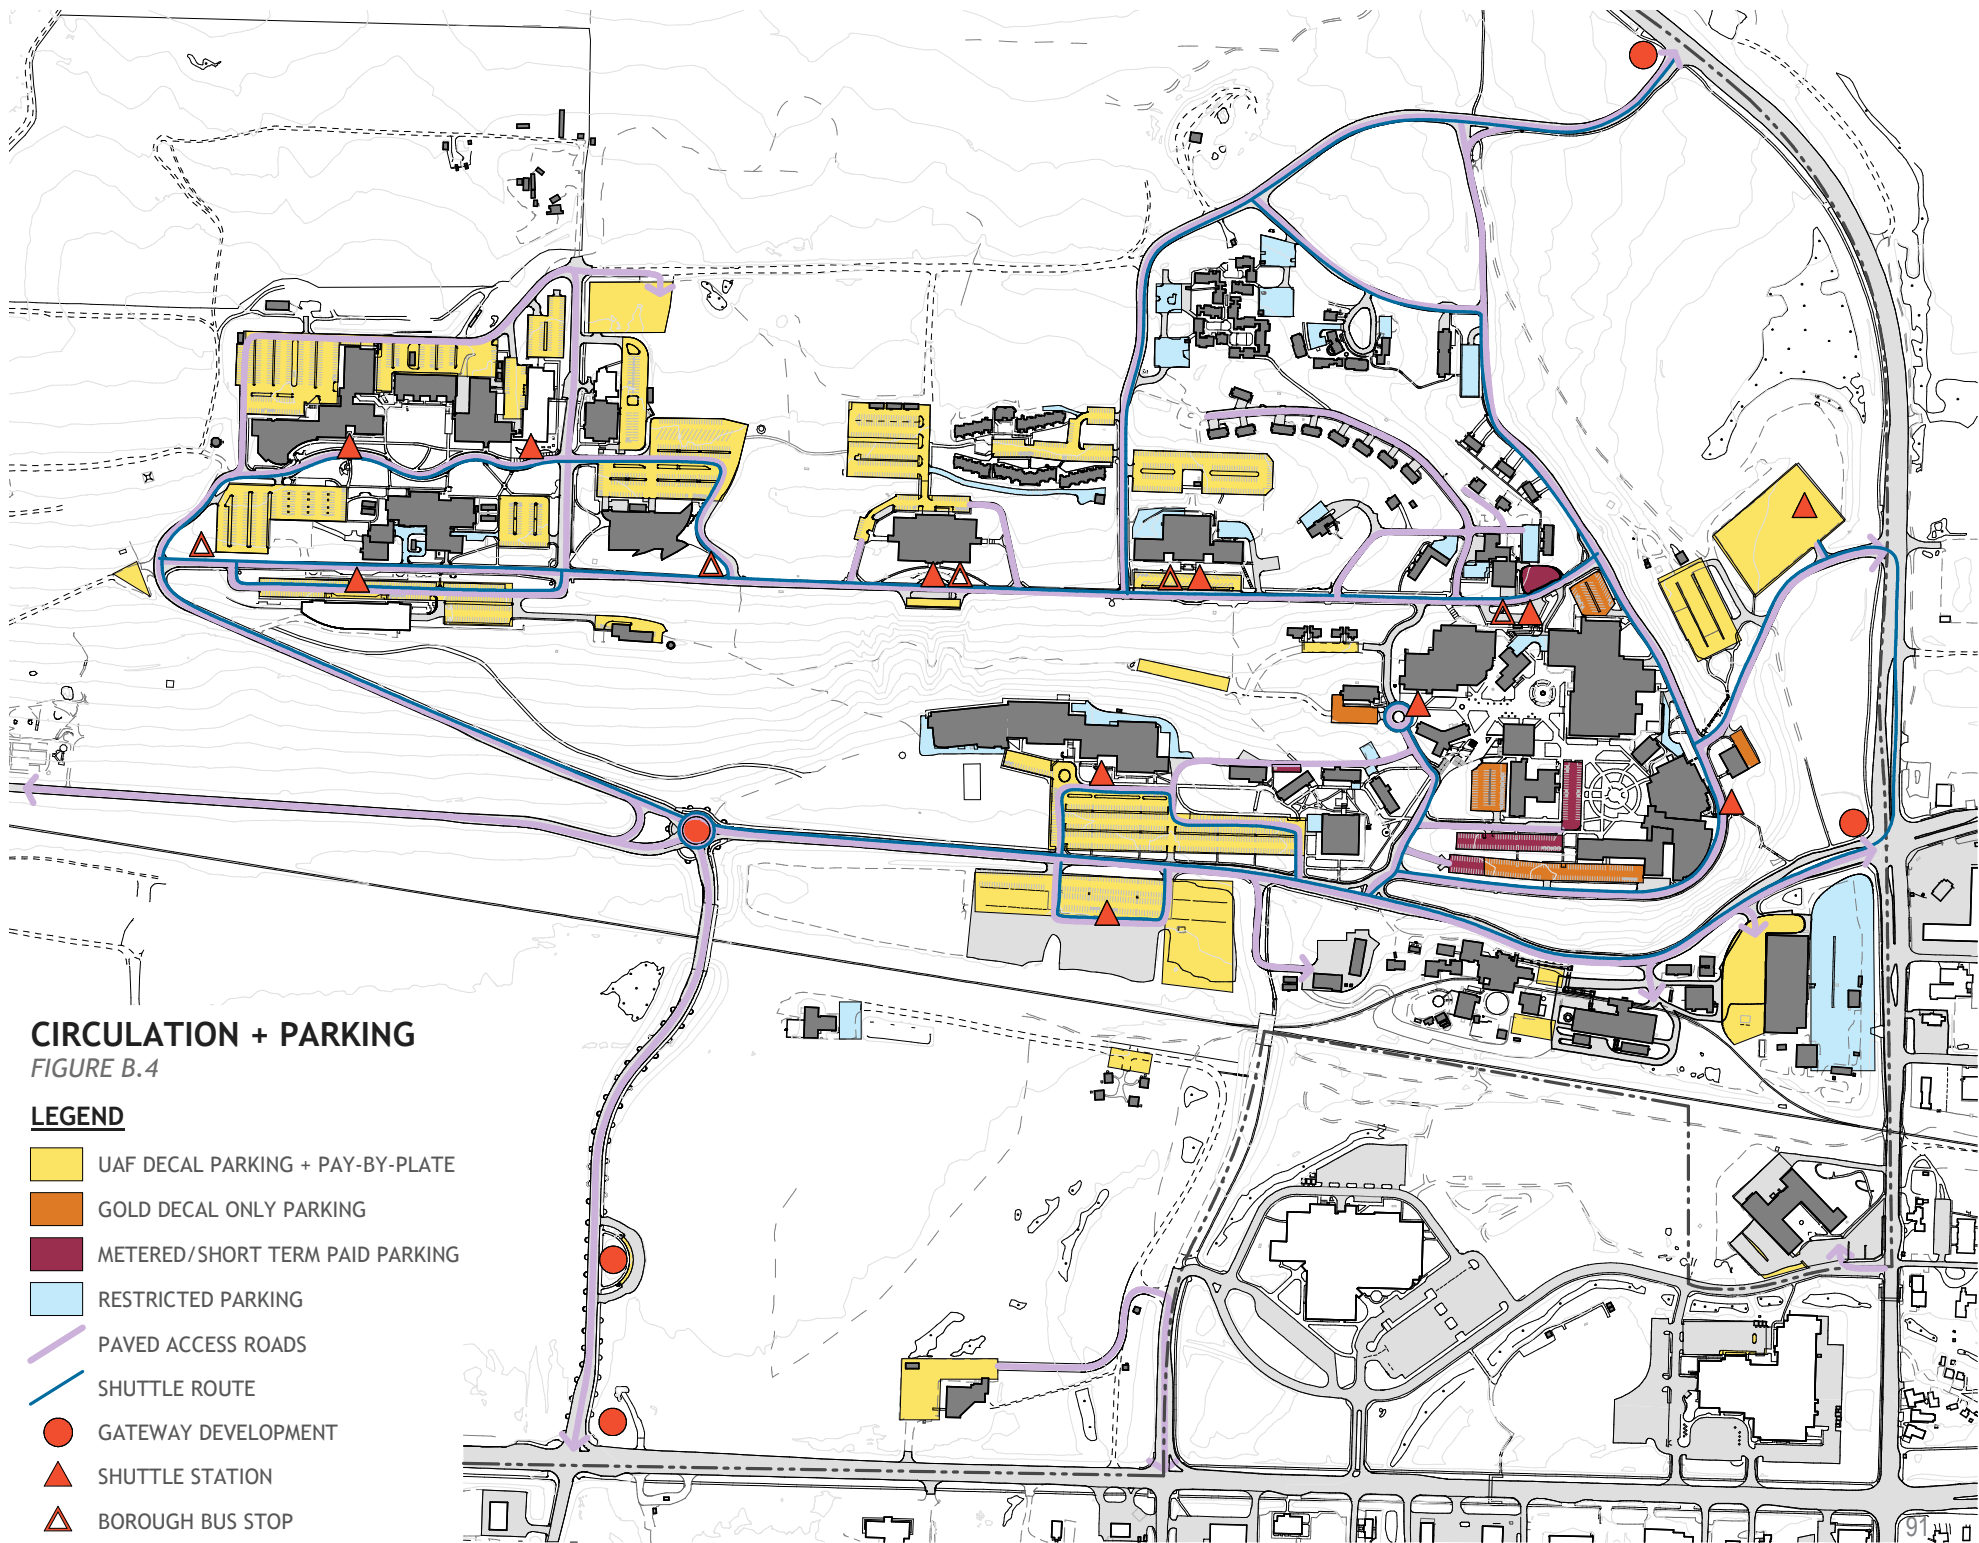 CIRCULATION + PARKING
FIGURE B.4
LEGEND
UAF DECAL PARKING + PAY-BY-PLATE
GOLD DECAL ONLY PARKING
METERED/SHORT TERM PAID PARKING
RESTRICTED PARKING
PAVED ACCESS ROADS
SHUTTLE ROUTE
GATEWAY DEVELOPMENT
SHUTTLE STATION
BOROUGH BUS STOP
91